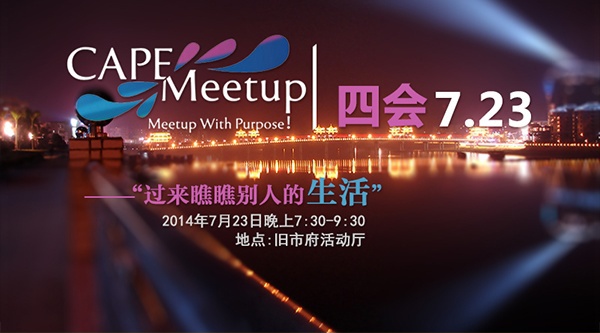 CAPE
Meetup
Meetup With Purpose!
四会 7.23
——“过来瞧瞧别人的生活”
2014年7月23日晚上7:30-9:30
地点:旧市府活动厅